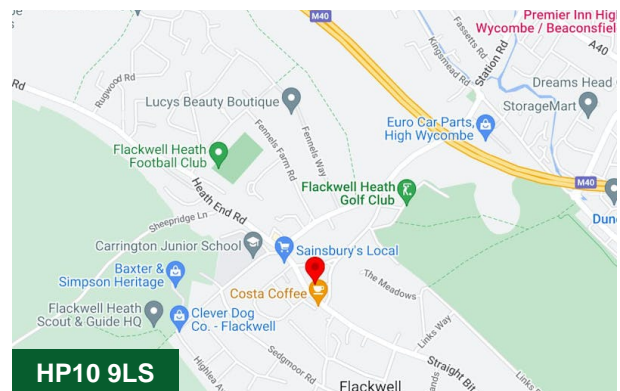 M40
Premier Inn High
Wycombe / Beaconsfield
A40
Fassetts Rd
Kingsmead Rd
Station Rd
Rd
Rugwood Rd
Lucys Beauty Boutique
Dreams Head
StorageMart
Euro Car Parts,
High Wycombe
Fennels Way
Fennels Farm Rd
Flackwell Heath
Football Club
M40
Flackwell Heath
Golf Club
Heath End Rd
Sheepridge Ln
Carrington Junior School
Sainsbury's Local
Baxter &
Simpson Heritage
The Meadows
Costa Coffee
Flackwell Heath
Scout & Guide HQ
Clever Dog
Co. - Flackwell
Links Way
Straight Bit
Sedgmoor Rd
Flackwell
HP10 9LS